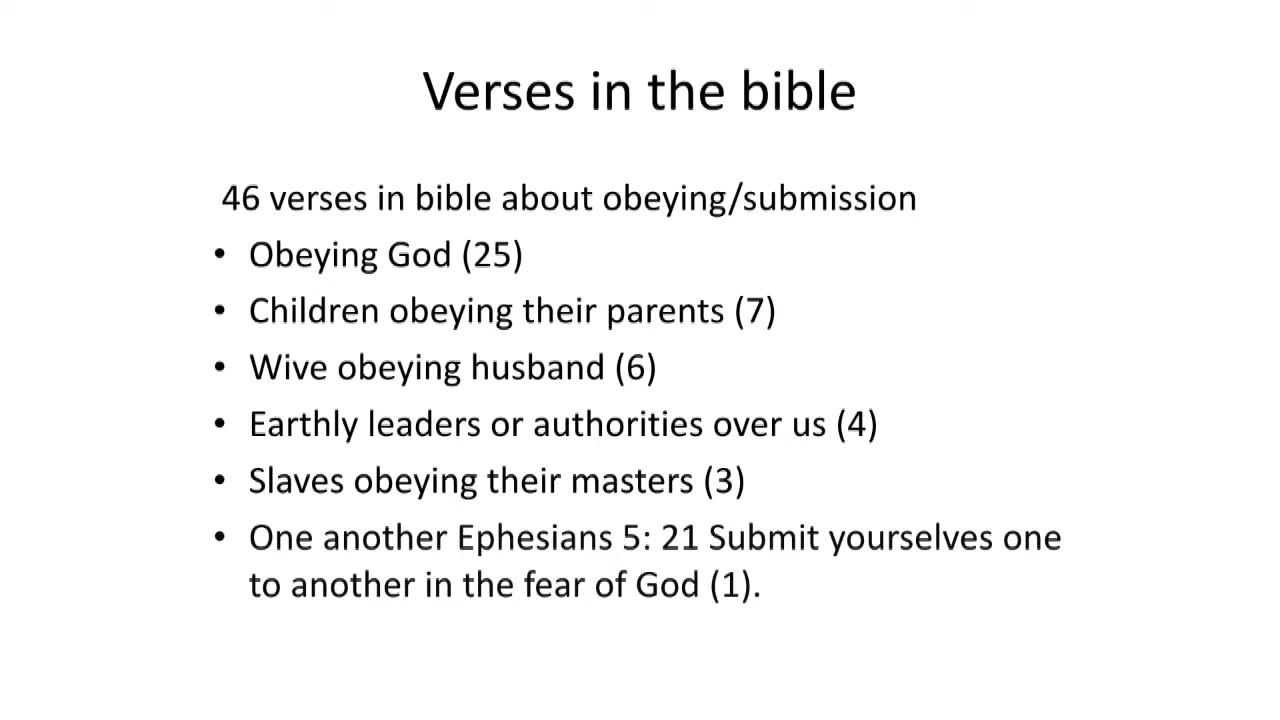 Verses in the bible
46 verses in bible about obeying/submission
• Obeying God (25)
• Children obeying their parents (7)
• Wive obeying husband (6)
• Earthly leaders or authorities over us (4)
• Slaves obeying their masters (3)
• One another Ephesians 5: 21 Submit yourselves one
to another in the fear of God (1).